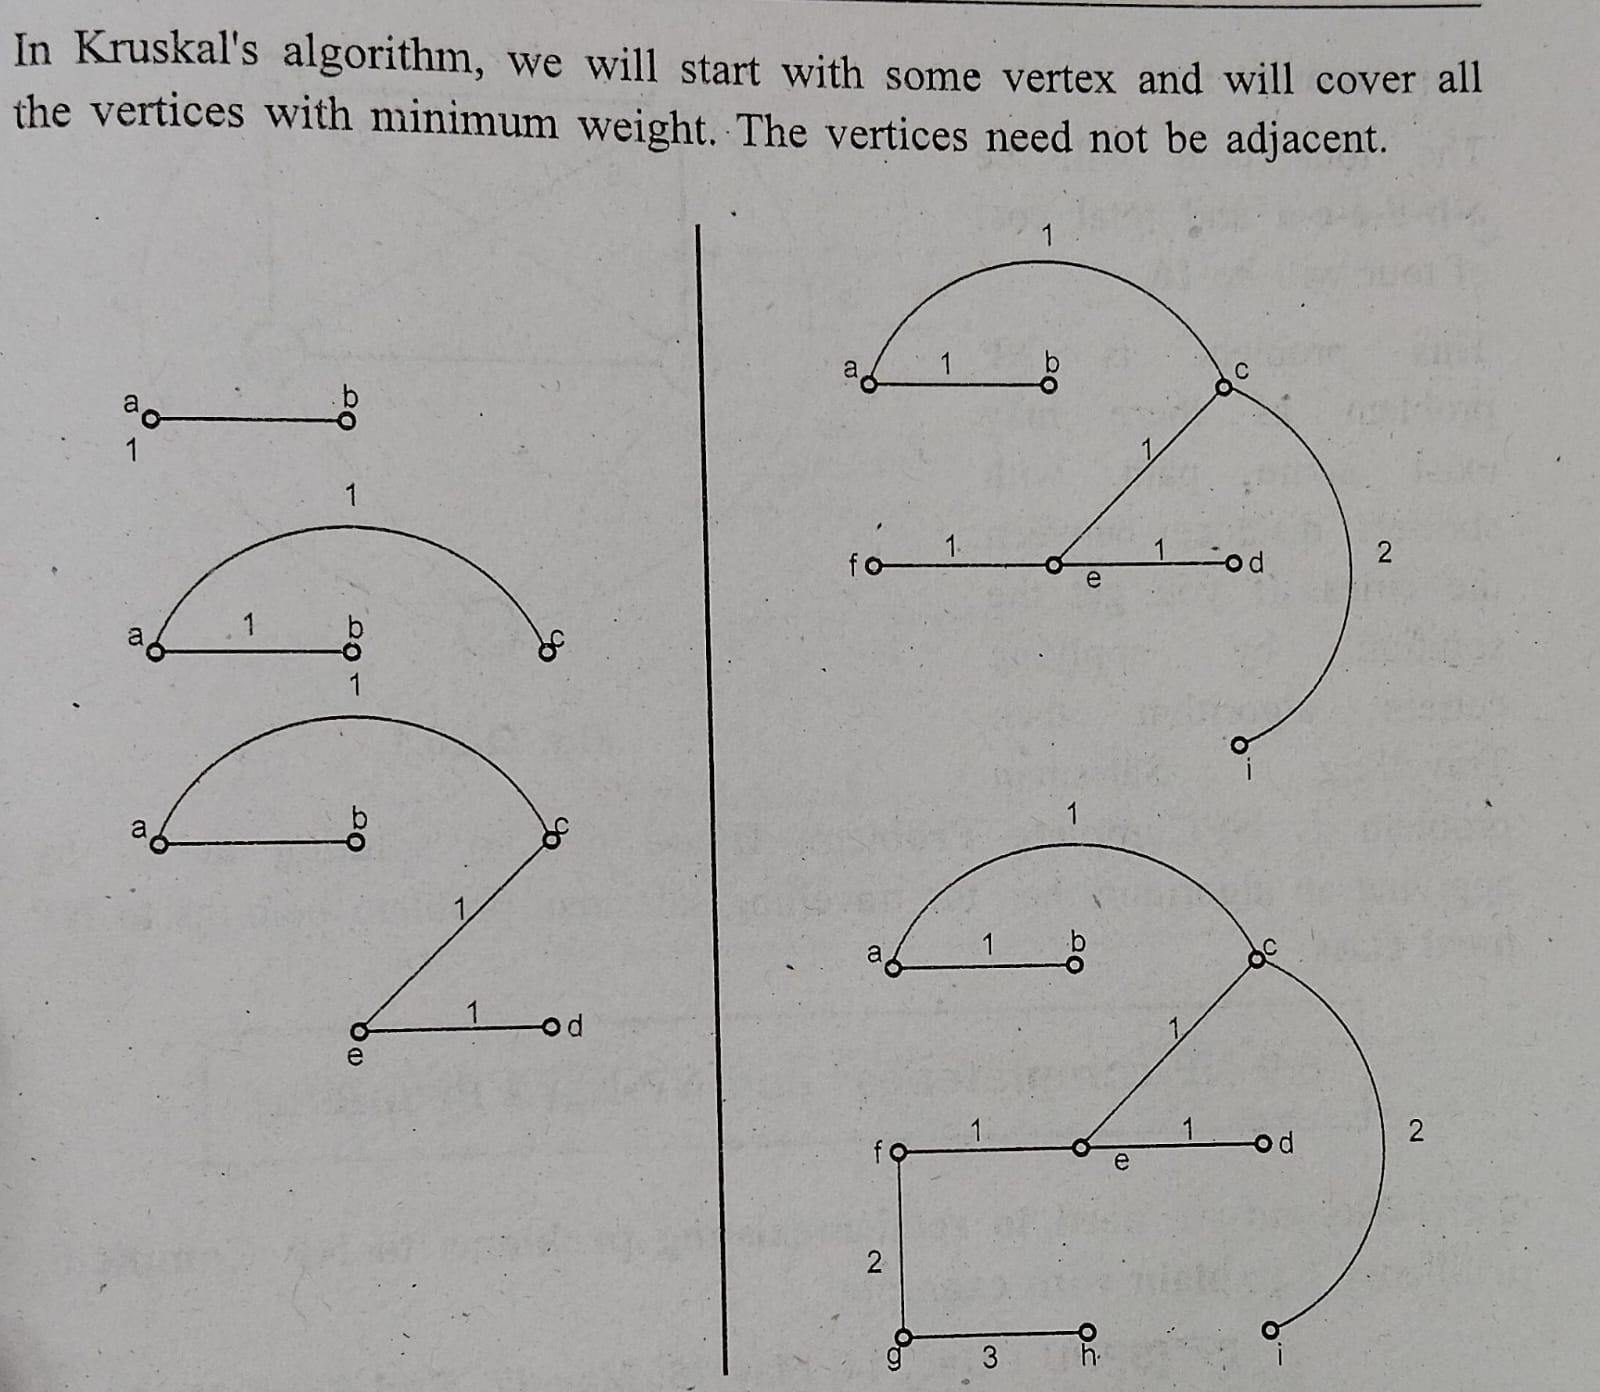 In Kruskal's algorithm, we will start with some vertex and will cover all
the vertices with minimum weight. The vertices need not be adjacent.
a b
1
1
a 1 b c
1
a b c
1
1 d
e
1
a 1 b c
1
f 1 e 1 d 2
i
1
a 1 b c
1
f 1 e 1 d 2
2
g 3 h i